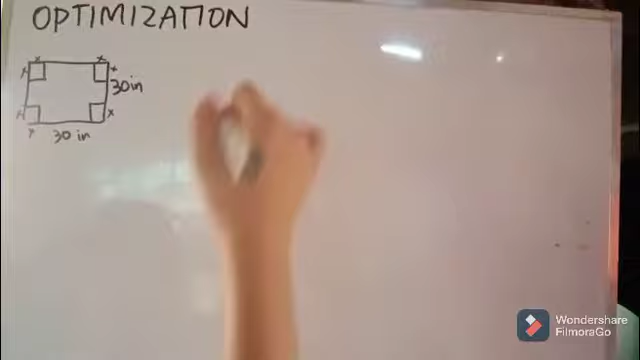 OPTIMIZATION
x x
x x
30in
x x
x 30 in
Wondershare
FilmoraGo